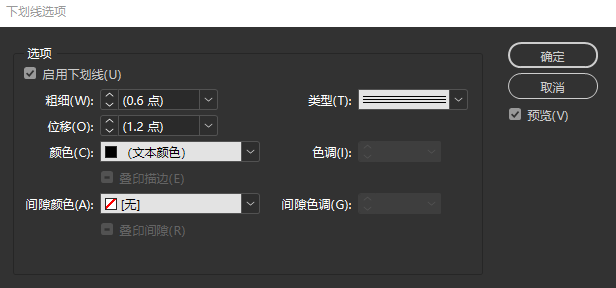 下划线选项
选项
启用下划线(U)
粗细(W): (0.6 点) 类型(T):
位移(O): (1.2 点)
颜色(C): (文本颜色) 色调(I):
叠印描边(E)
间隙颜色(A): [无] 间隙色调(G):
叠印间隙(R)
确定
取消
预览(V)